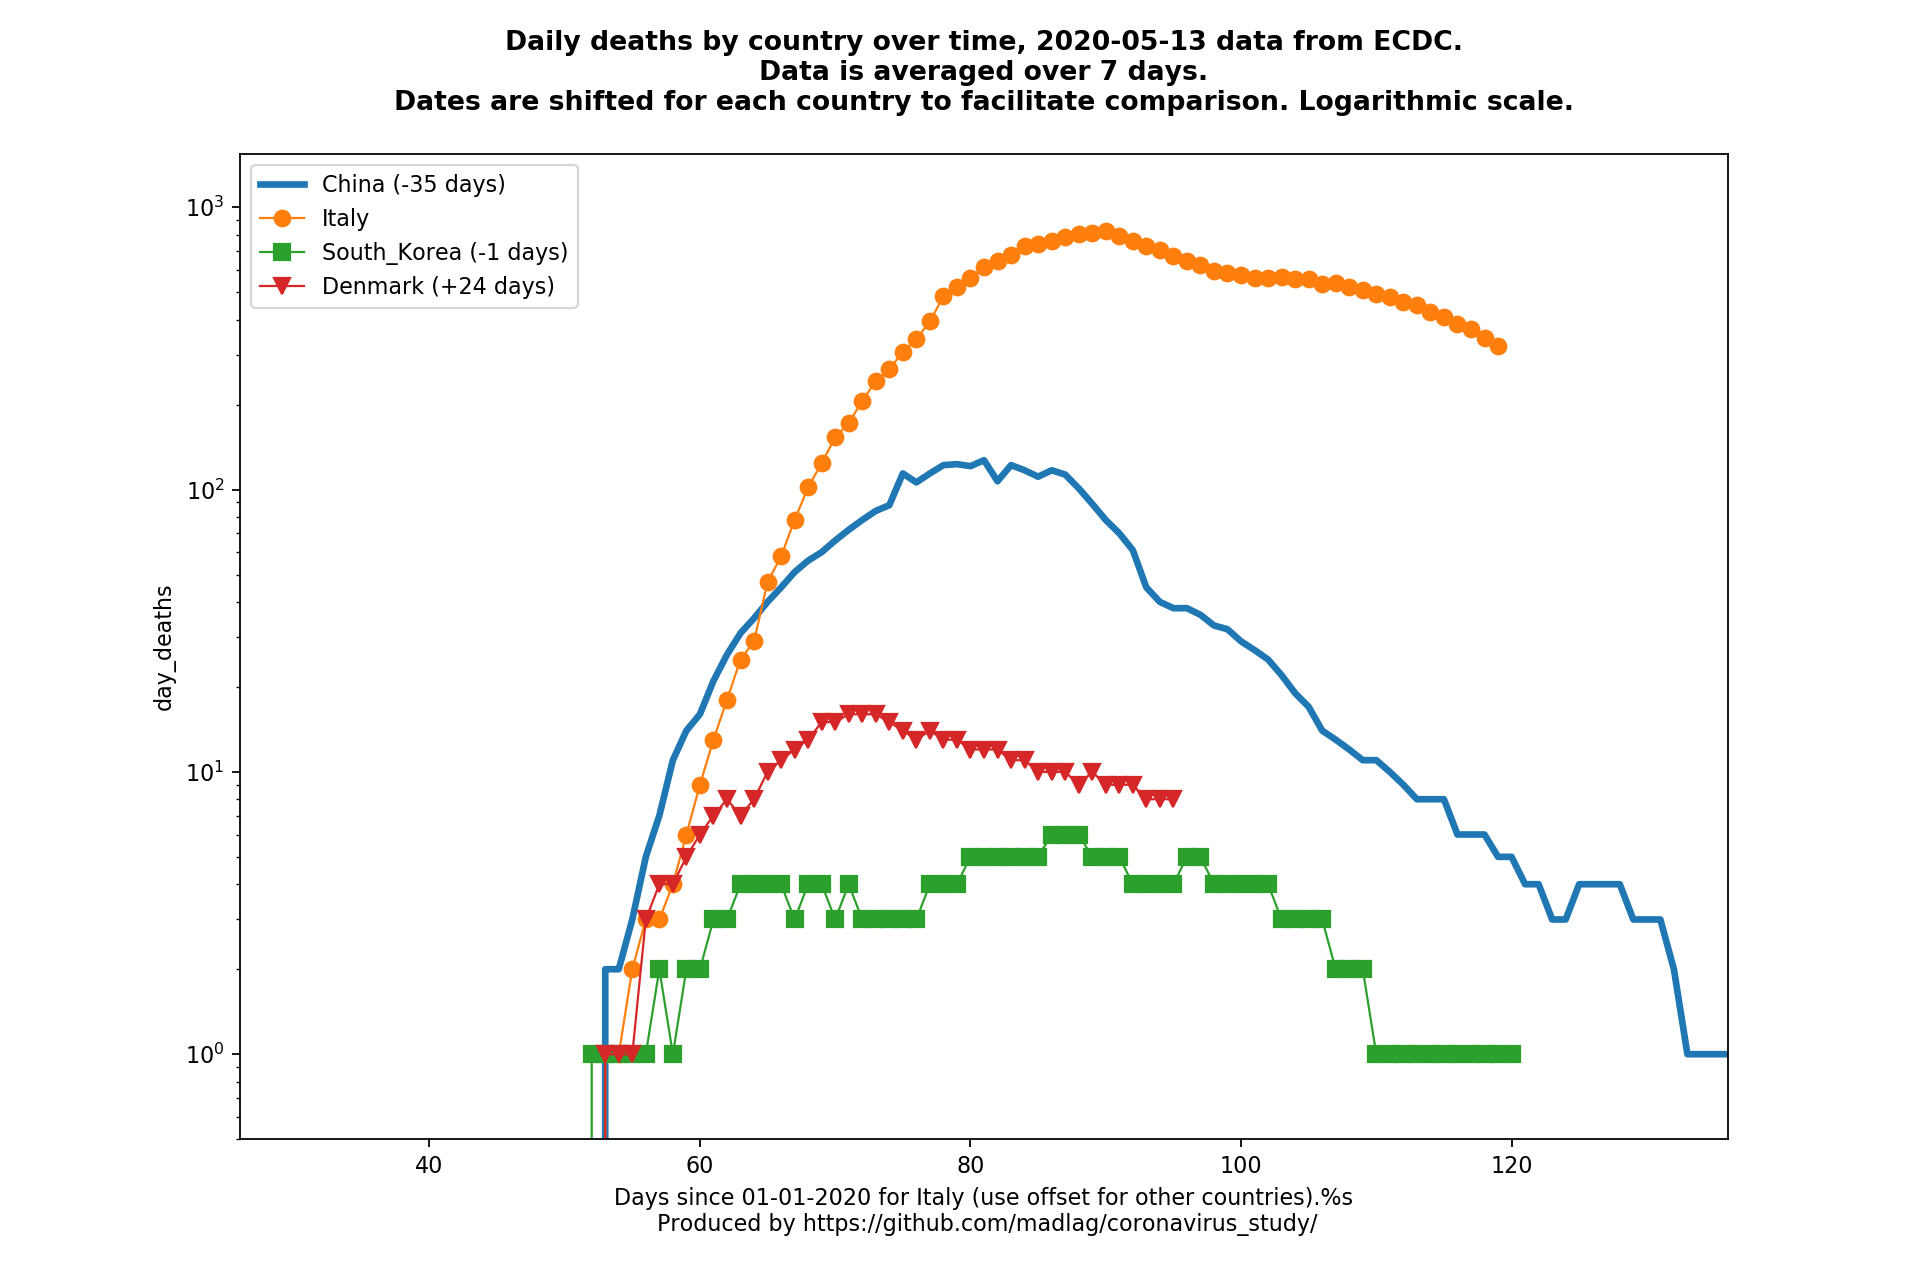 Daily deaths by country over time, 2020-05-13 data from ECDC.
Data is averaged over 7 days.
Dates are shifted for each country to facilitate comparison. Logarithmic scale.
China (-35 days)
Italy
South_Korea (-1 days)
Denmark (+24 days)
10³
10²
10¹
10⁰
day_deaths
40 60 80 100 120
Days since 01-01-2020 for Italy (use offset for other countries).%s
Produced by https://github.com/madlag/coronavirus_study/